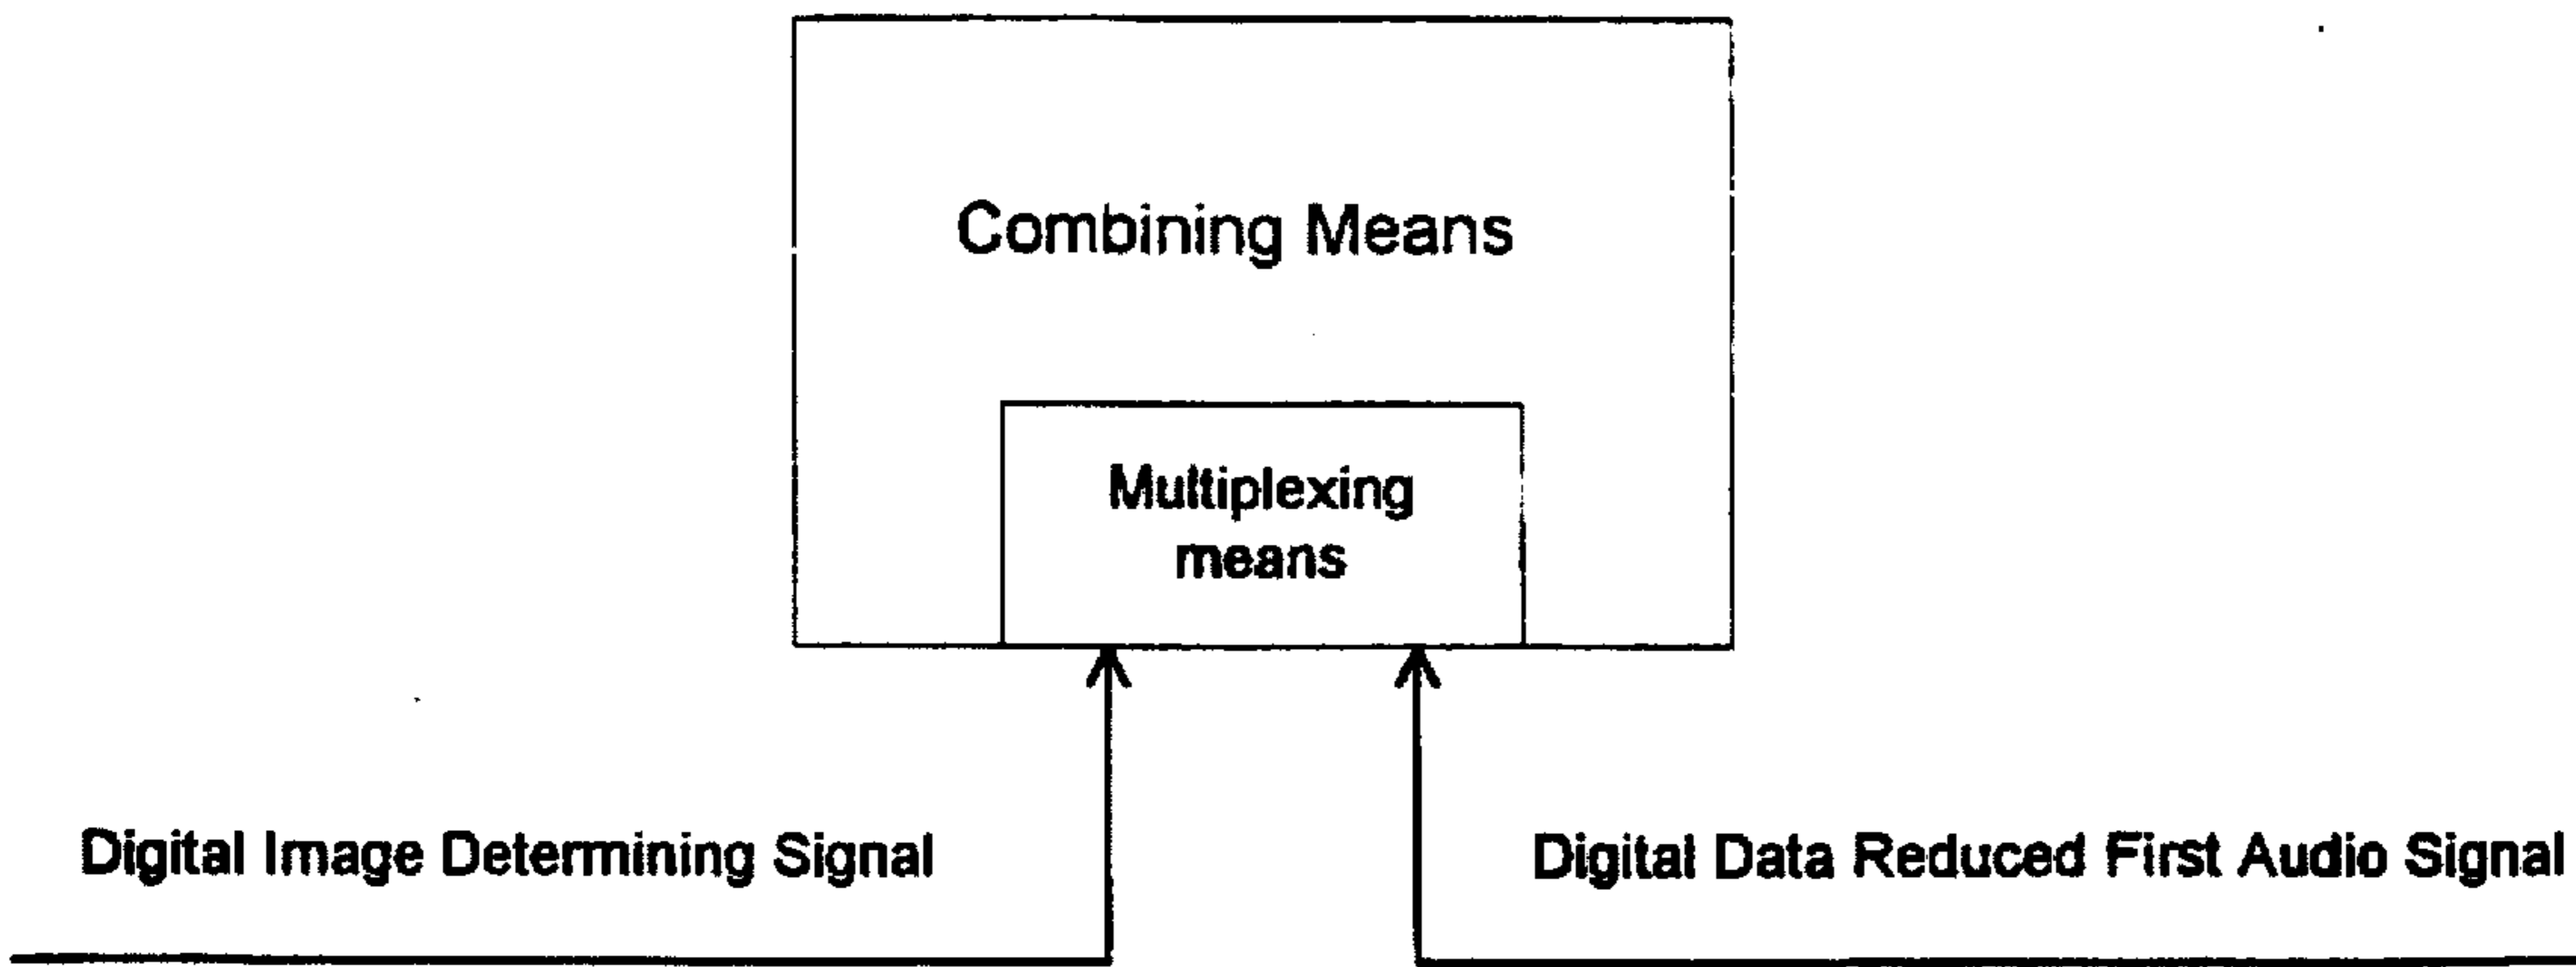 Combining Means
Multiplexing
means
Digital Image Determining Signal
Digital Data Reduced First Audio Signal